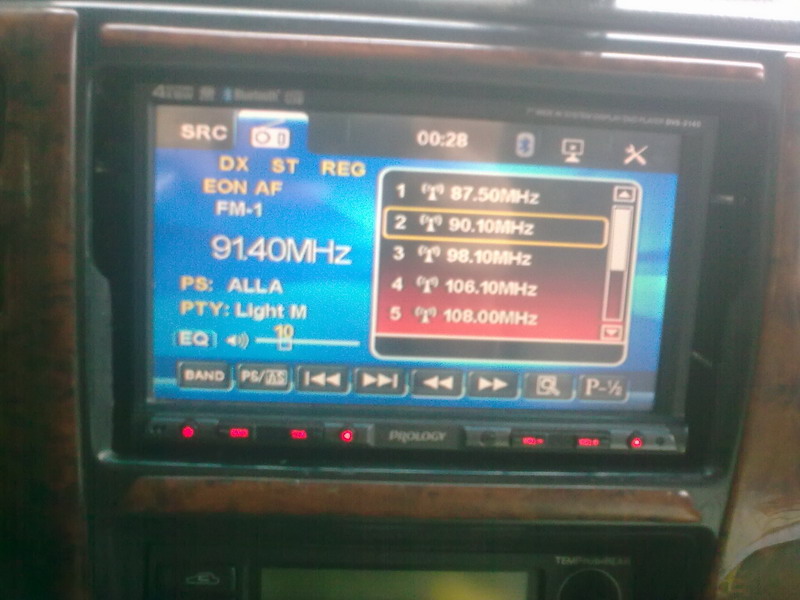 Bluetooth
SRC
00:28
DX ST REG
EON AF
FM-1
91.40MHz
PS: ALLA
PTY: Light M
EQ
10
1 87.50MHz
2 90.10MHz
3 98.10MHz
4 106.10MHz
5 108.00MHz
BAND
PS/AS
P-½
PROLOGY